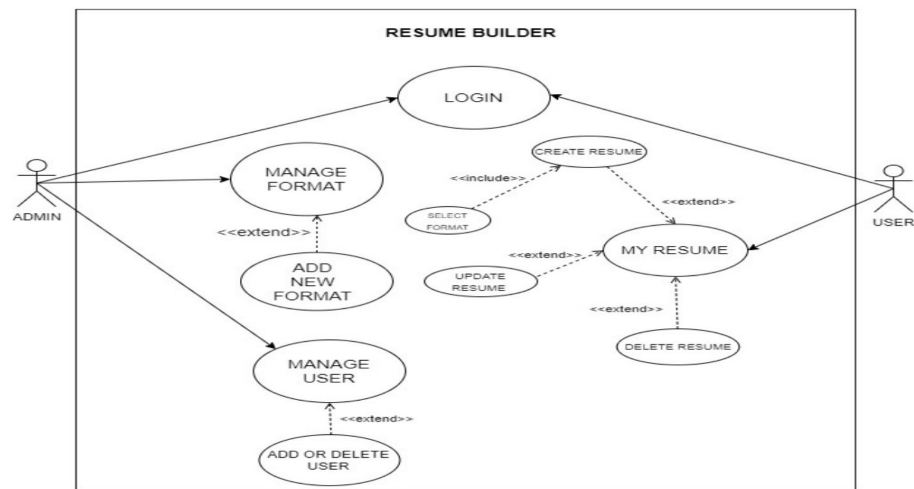 RESUME BUILDER
LOGIN
CREATE RESUME
MANAGE
FORMAT
<<include>>
ADMIN
SELECT
FORMAT
<<extend>>
USER
<<extend>>
MY RESUME
<<extend>>
ADD
NEW
FORMAT
UPDATE
RESUME
<<extend>>
DELETE RESUME
MANAGE
USER
<<extend>>
ADD OR DELETE
USER